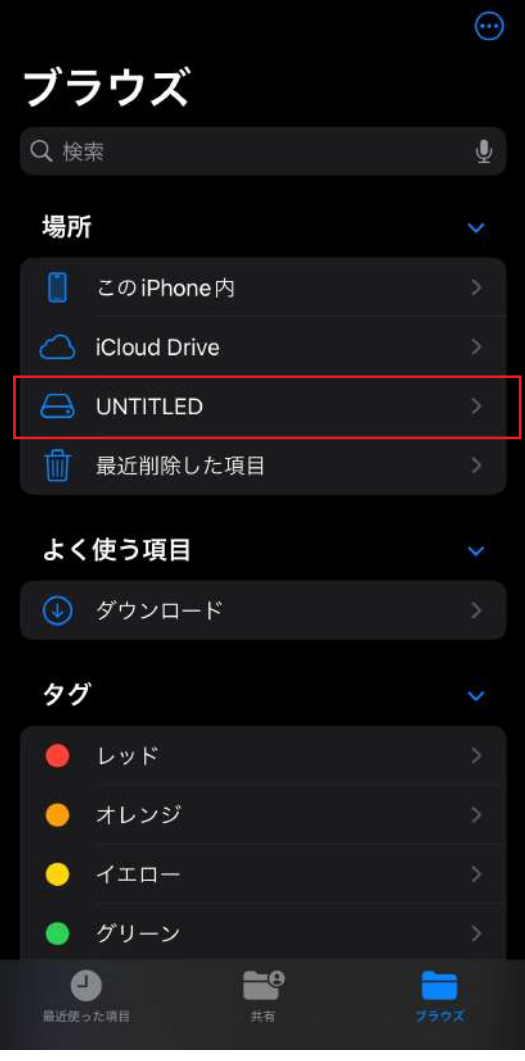 ブラウズ
検索
場所
このiPhone内
iCloud Drive
UNTITLED
最近削除した項目
よく使う項目
ダウンロード
タグ
レッド
オレンジ
イエロー
グリーン
最近使った項目
共有
ブラウズ